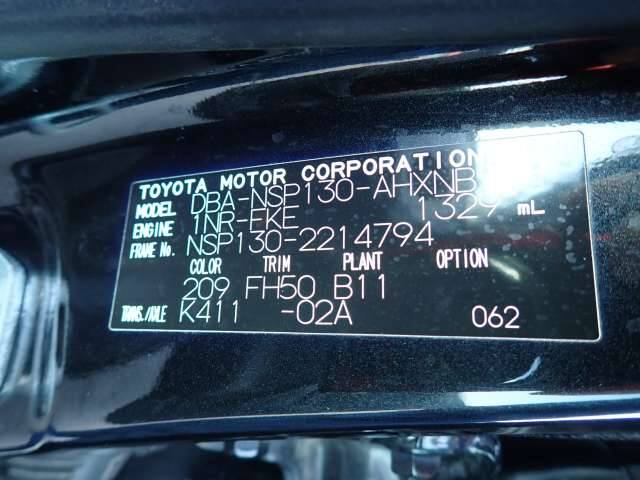 TOYOTA MOTOR CORPORATION
MODEL DBA-NSP130-AHXNB
ENGINE 1NR-FKE 1329 mL
FRAME No. NSP130-2214794
COLOR TRIM PLANT OPTION
209 FH50 B11
TRANS./AXLE K411 -02A 062